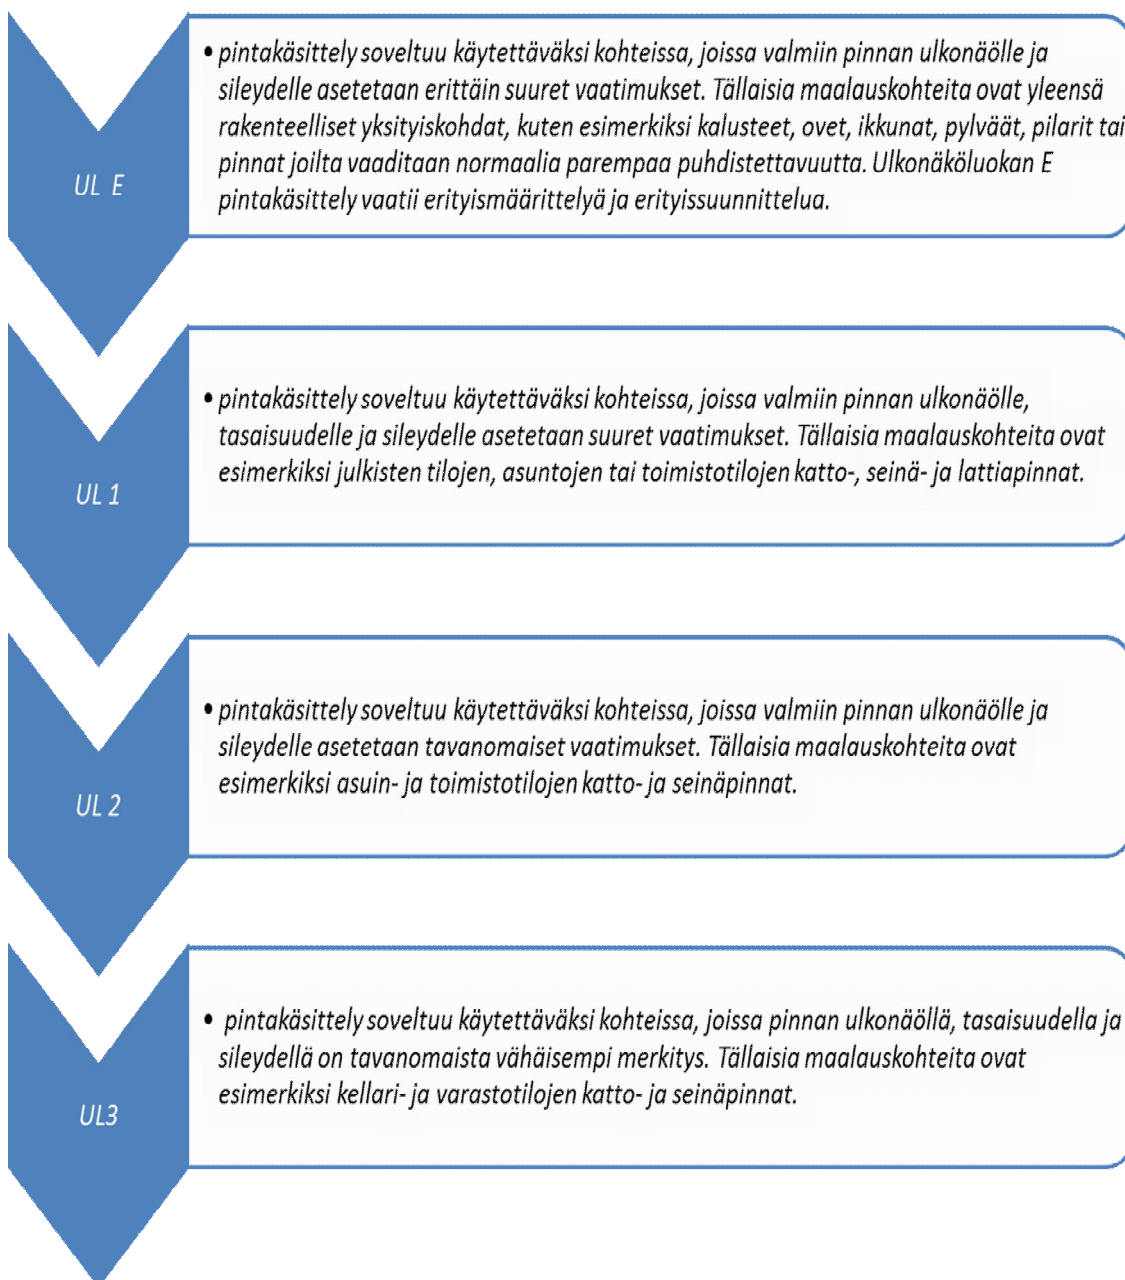 UL E
• pintakäsittely soveltuu käytettäväksi kohteissa, joissa valmiin pinnan ulkonäölle ja
sileydelle asetetaan erittäin suuret vaatimukset. Tällaisia maalauskohteita ovat yleensä
rakenteelliset yksityiskohdat, kuten esimerkiksi kalusteet, ovet, ikkunat, pylväät, pilarit tai
pinnat joilta vaaditaan normaalia parempaa puhdistettavuutta. Ulkonäköluokan E
pintakäsittely vaatii erityismäärittelyä ja erityissuunnittelua.
UL 1
• pintakäsittely soveltuu käytettäväksi kohteissa, joissa valmiin pinnan ulkonäölle,
tasaisuudelle ja sileydelle asetetaan suuret vaatimukset. Tällaisia maalauskohteita ovat
esimerkiksi julkisten tilojen, asuntojen tai toimistotilojen katto-, seinä- ja lattiapinnat.
UL 2
• pintakäsittely soveltuu käytettäväksi kohteissa, joissa valmiin pinnan ulkonäölle ja
sileydelle asetetaan tavanomaiset vaatimukset. Tällaisia maalauskohteita ovat
esimerkiksi asuin- ja toimistotilojen katto- ja seinäpinnat.
UL3
• pintakäsittely soveltuu käytettäväksi kohteissa, joissa pinnan ulkonäöllä, tasaisuudella ja
sileydellä on tavanomaista vähäisempi merkitys. Tällaisia maalauskohteita ovat
esimerkiksi kellari- ja varastotilojen katto- ja seinäpinnat.